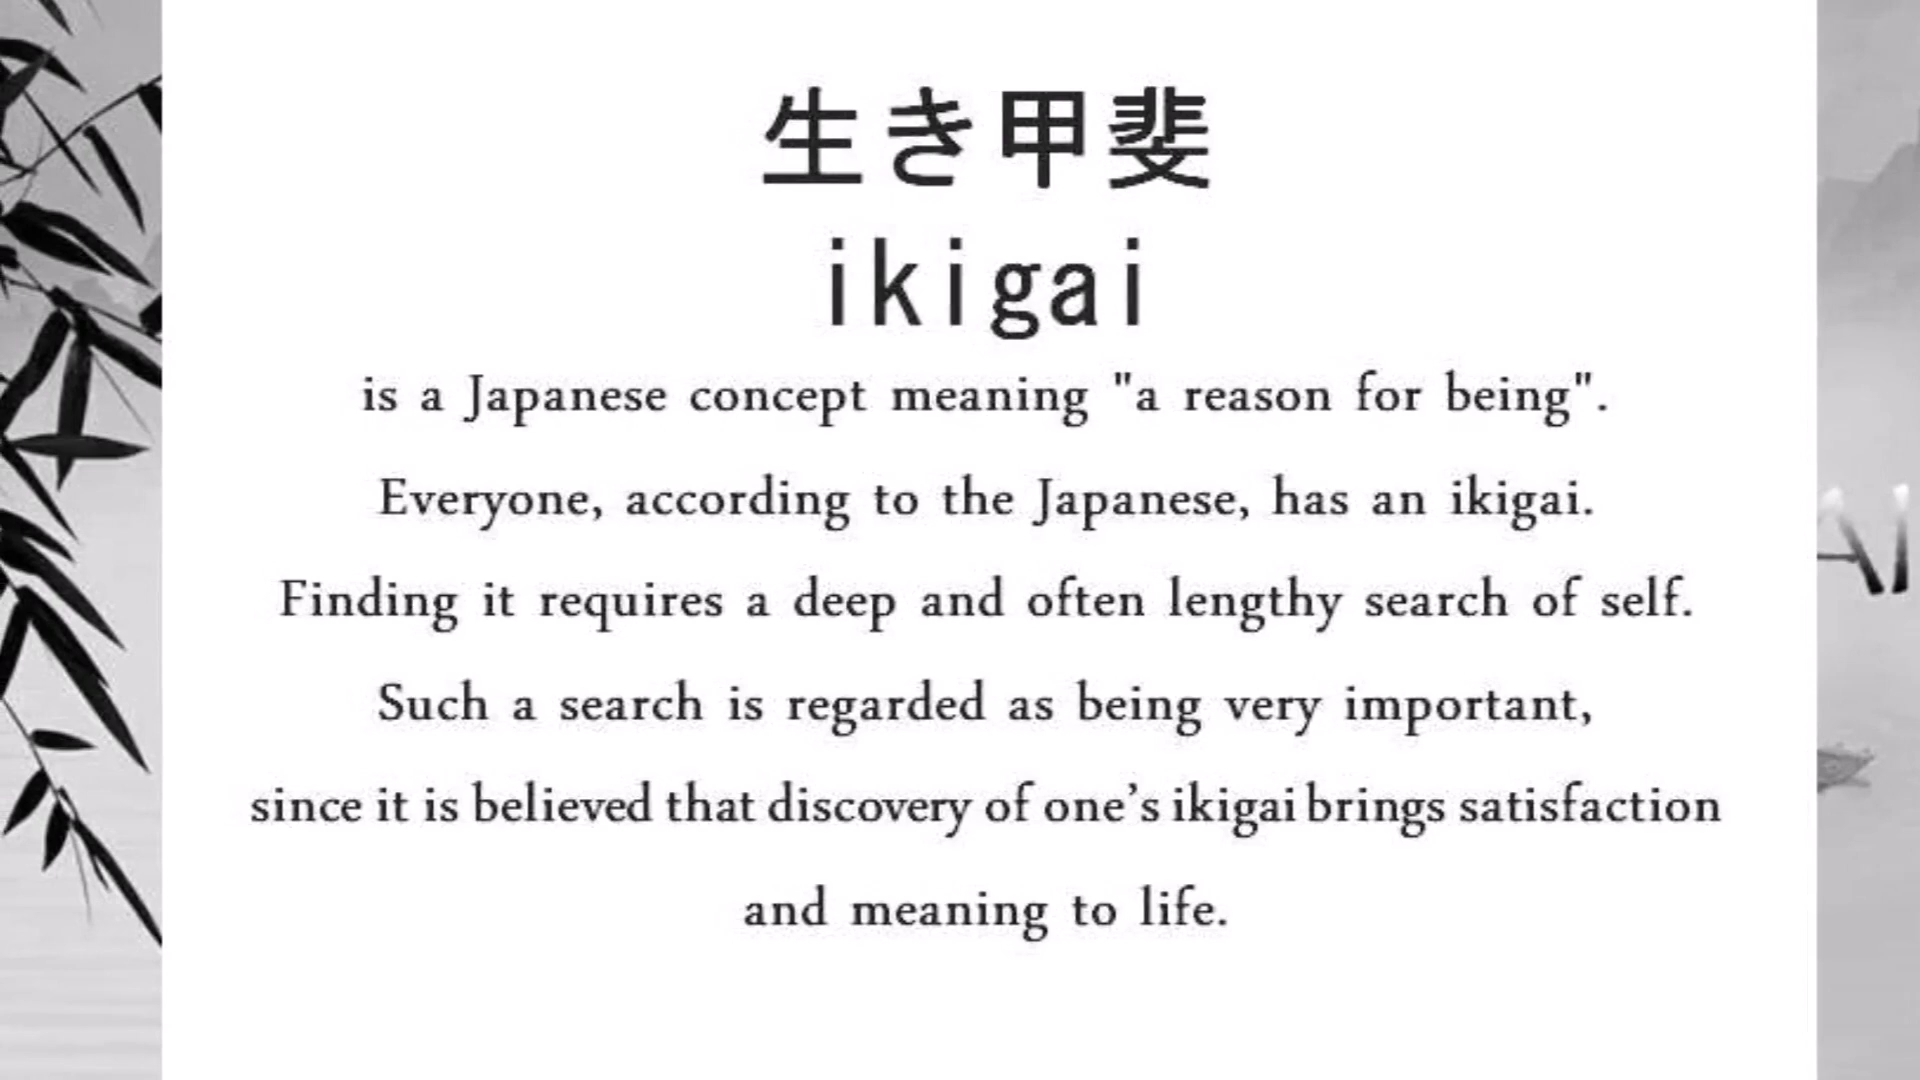 生き甲斐
ikigai
is a Japanese concept meaning "a reason for being".
Everyone, according to the Japanese, has an ikigai.
Finding it requires a deep and often lengthy search of self.
Such a search is regarded as being very important,
since it is believed that discovery of one’s ikigai brings satisfaction
and meaning to life.